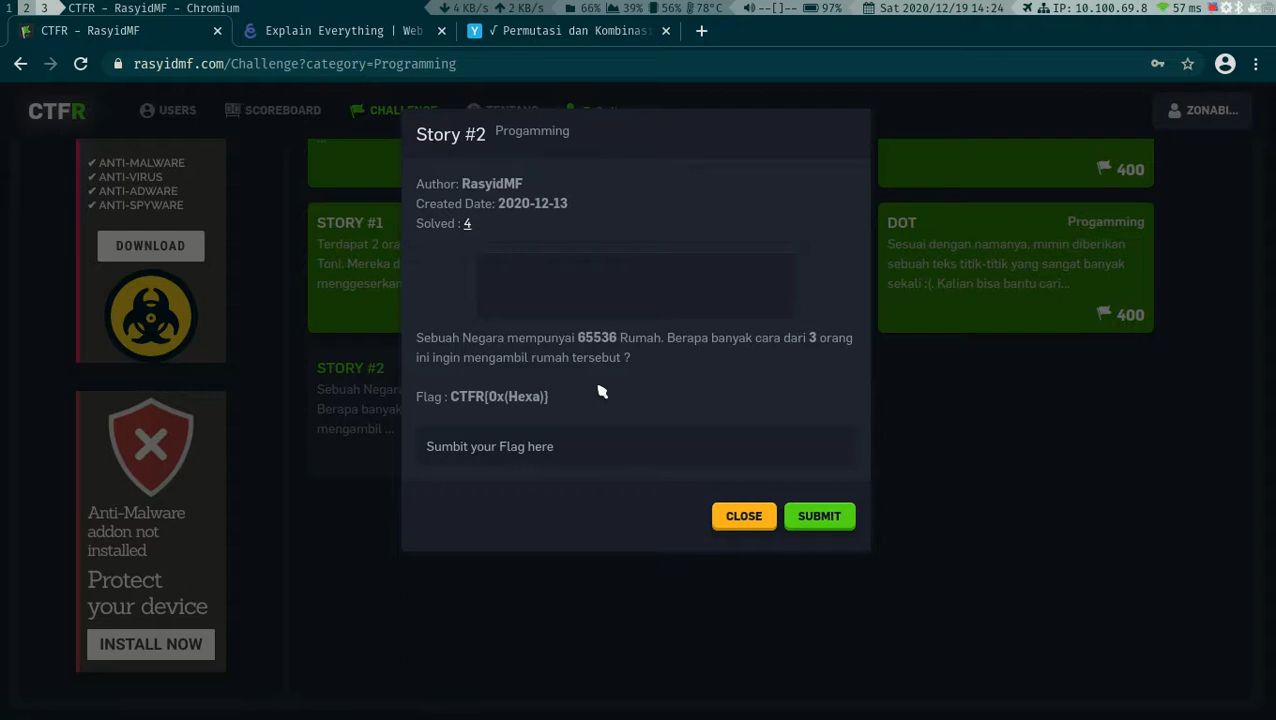 1 2 3 CTFR - RasyidMF - Chromium 4 KB/s 2 KB/s 66% 39% 56% 78°C --[]-- 97% Sat 2020/12/19 14:24 IP: 10.100.69.8 57 ms
CTFR - RasyidMF Explain Everything | Web Y √ Permutasi dan Kombinas
rasyidmf.com/Challenge?category=Programming
CTFR USERS SCOREBOARD CHALLENGE TENTANG ZONABI...
Story #2 Progamming
✔ ANTI-MALWARE
✔ ANTI-VIRUS
✔ ANTI-ADWARE
✔ ANTI-SPYWARE
DOWNLOAD
...
400
Author: RasyidMF
Created Date: 2020-12-13
Solved : 4
STORY #1
Terdapat 2 ora
Toni. Mereka d
menggeserkar
DOT Progamming
Sesuai dengan namanya, mimin diberikan
sebuah teks titik-titik yang sangat banyak
sekali :(. Kalian bisa bantu cari...
400
Sebuah Negara mempunyai 65536 Rumah. Berapa banyak cara dari 3 orang
ini ingin mengambil rumah tersebut ?
Flag : CTFR{0x(Hexa)}
Sumbit your Flag here
CLOSE SUBMIT
STORY #2
Sebuah Negara
Berapa banyak
mengambil ...
Anti-Malware
addon not
installed
Protect
your device
INSTALL NOW